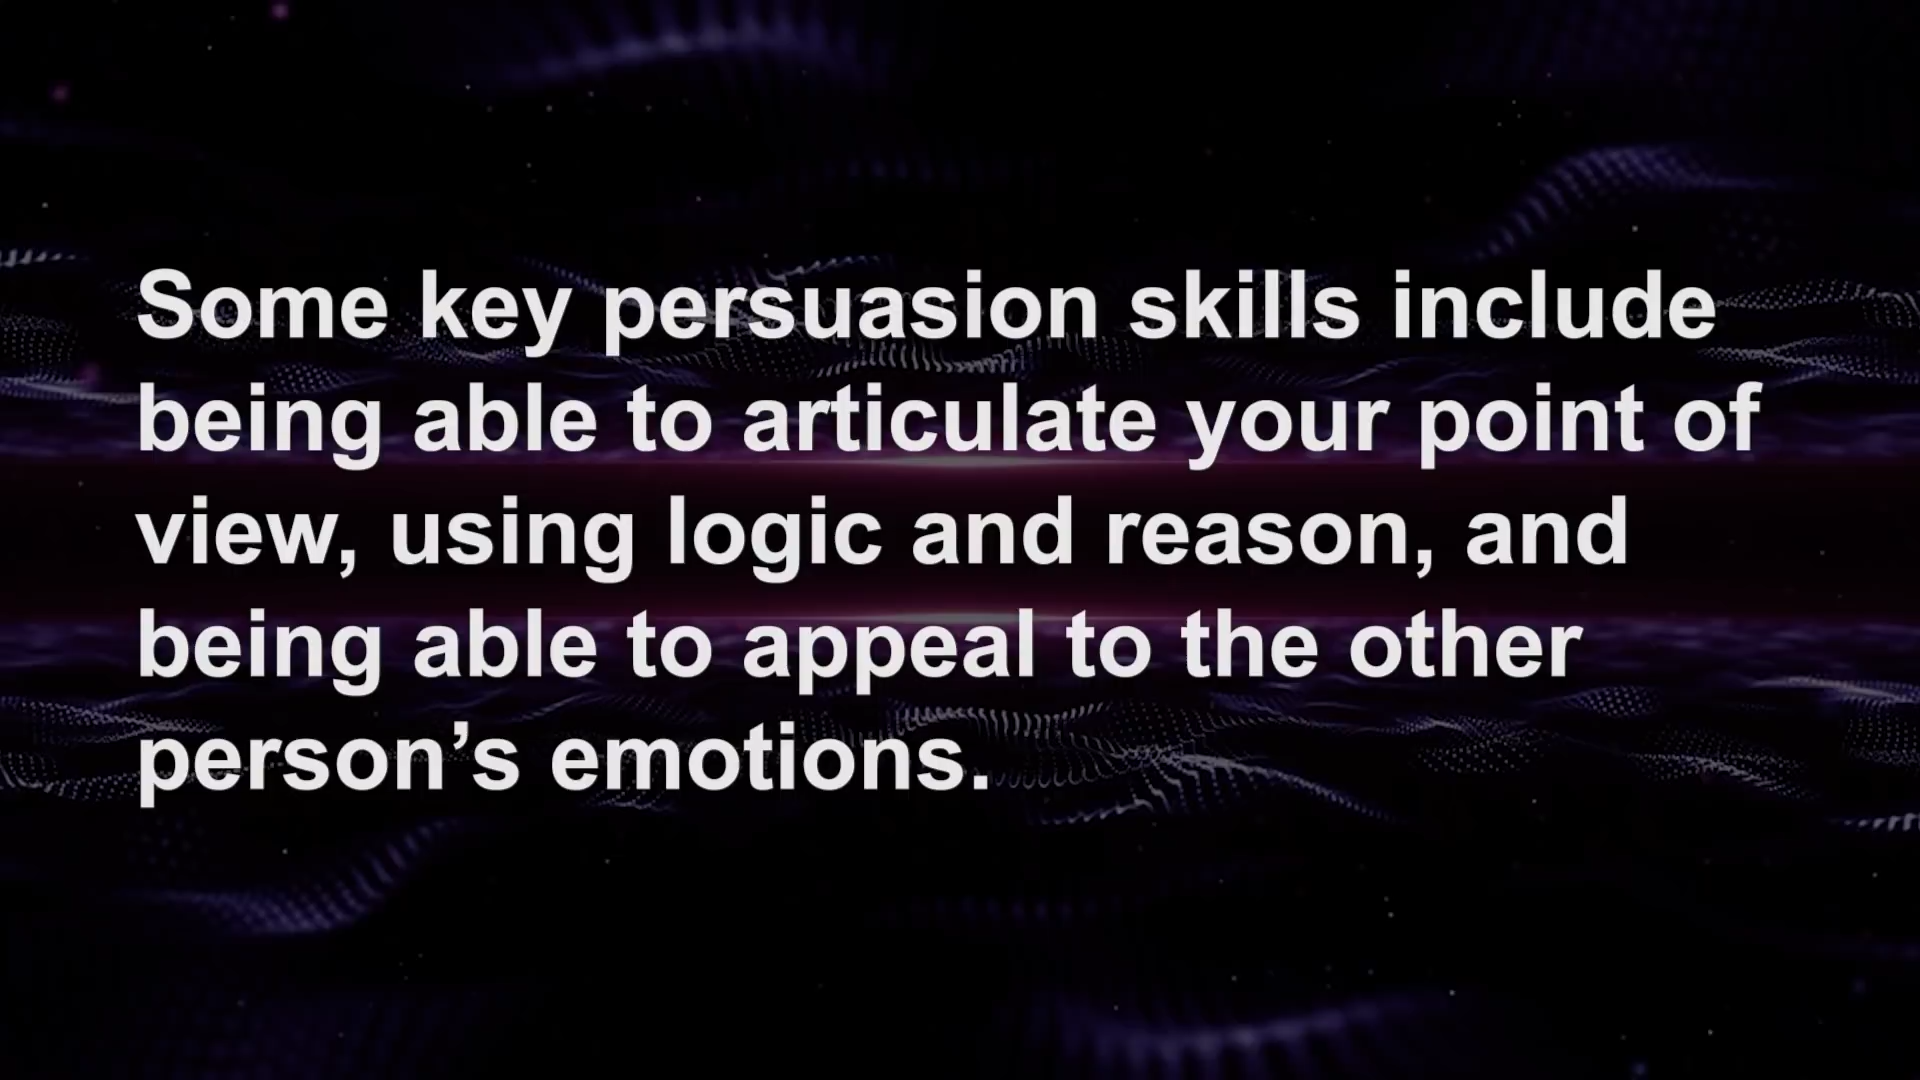 Some key persuasion skills include
being able to articulate your point of
view, using logic and reason, and
being able to appeal to the other
person’s emotions.